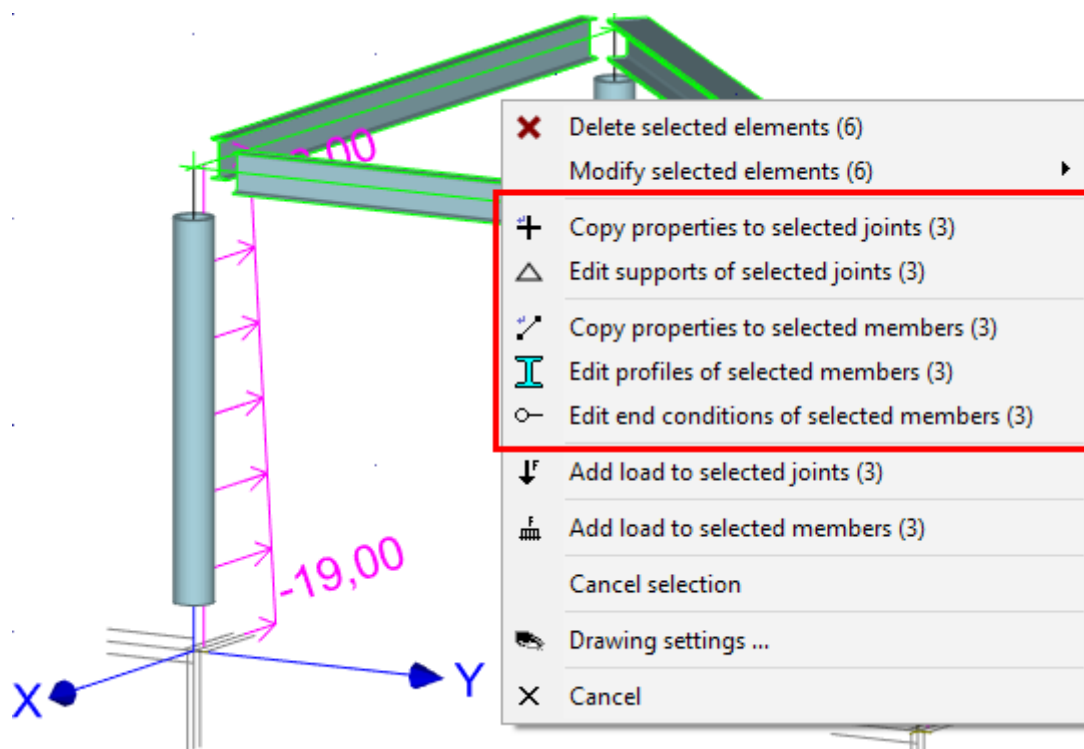 Delete selected elements (6)
Modify selected elements (6)
Copy properties to selected joints (3)
Edit supports of selected joints (3)
Copy properties to selected members (3)
Edit profiles of selected members (3)
Edit end conditions of selected members (3)
F
Add load to selected joints (3)
F
Add load to selected members (3)
Cancel selection
Drawing settings ...
Cancel
-19,00
X
Y